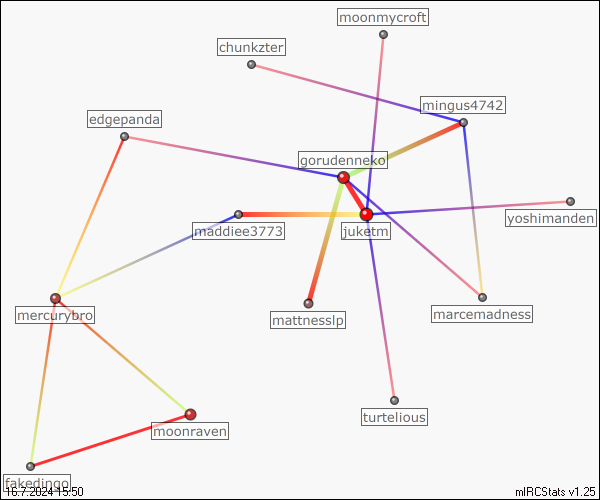 moonmycroft
chunkzter
mingus4742
edgepanda
gorudenneko
yoshimanden
maddiee3773
juketm
mercurybro
mattnesslp
marcemadness
turtelious
moonraven
fakedingo
16.7.2024 15:50
mIRCStats v1.25